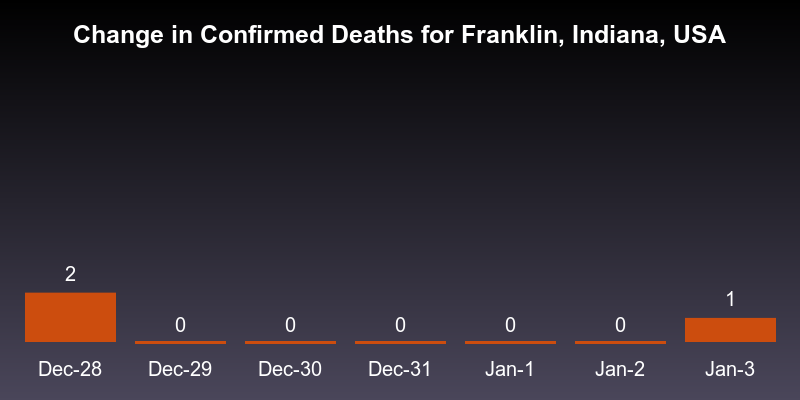 Change in Confirmed Deaths for Franklin, Indiana, USA
2
0
0
0
0
0
1
Dec-28
Dec-29
Dec-30
Dec-31
Jan-1
Jan-2
Jan-3